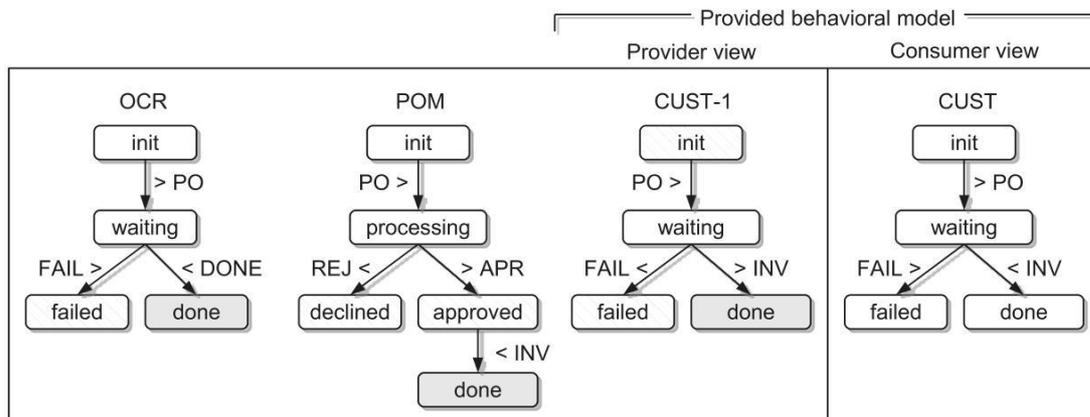 Provided behavioral model
Provider view Consumer view
OCR POM CUST-1 CUST
init init init init
> PO PO > PO > > PO
waiting processing waiting waiting
FAIL > < DONE REJ < > APR FAIL < > INV FAIL > < INV
failed done declined approved failed done failed done
< INV
done